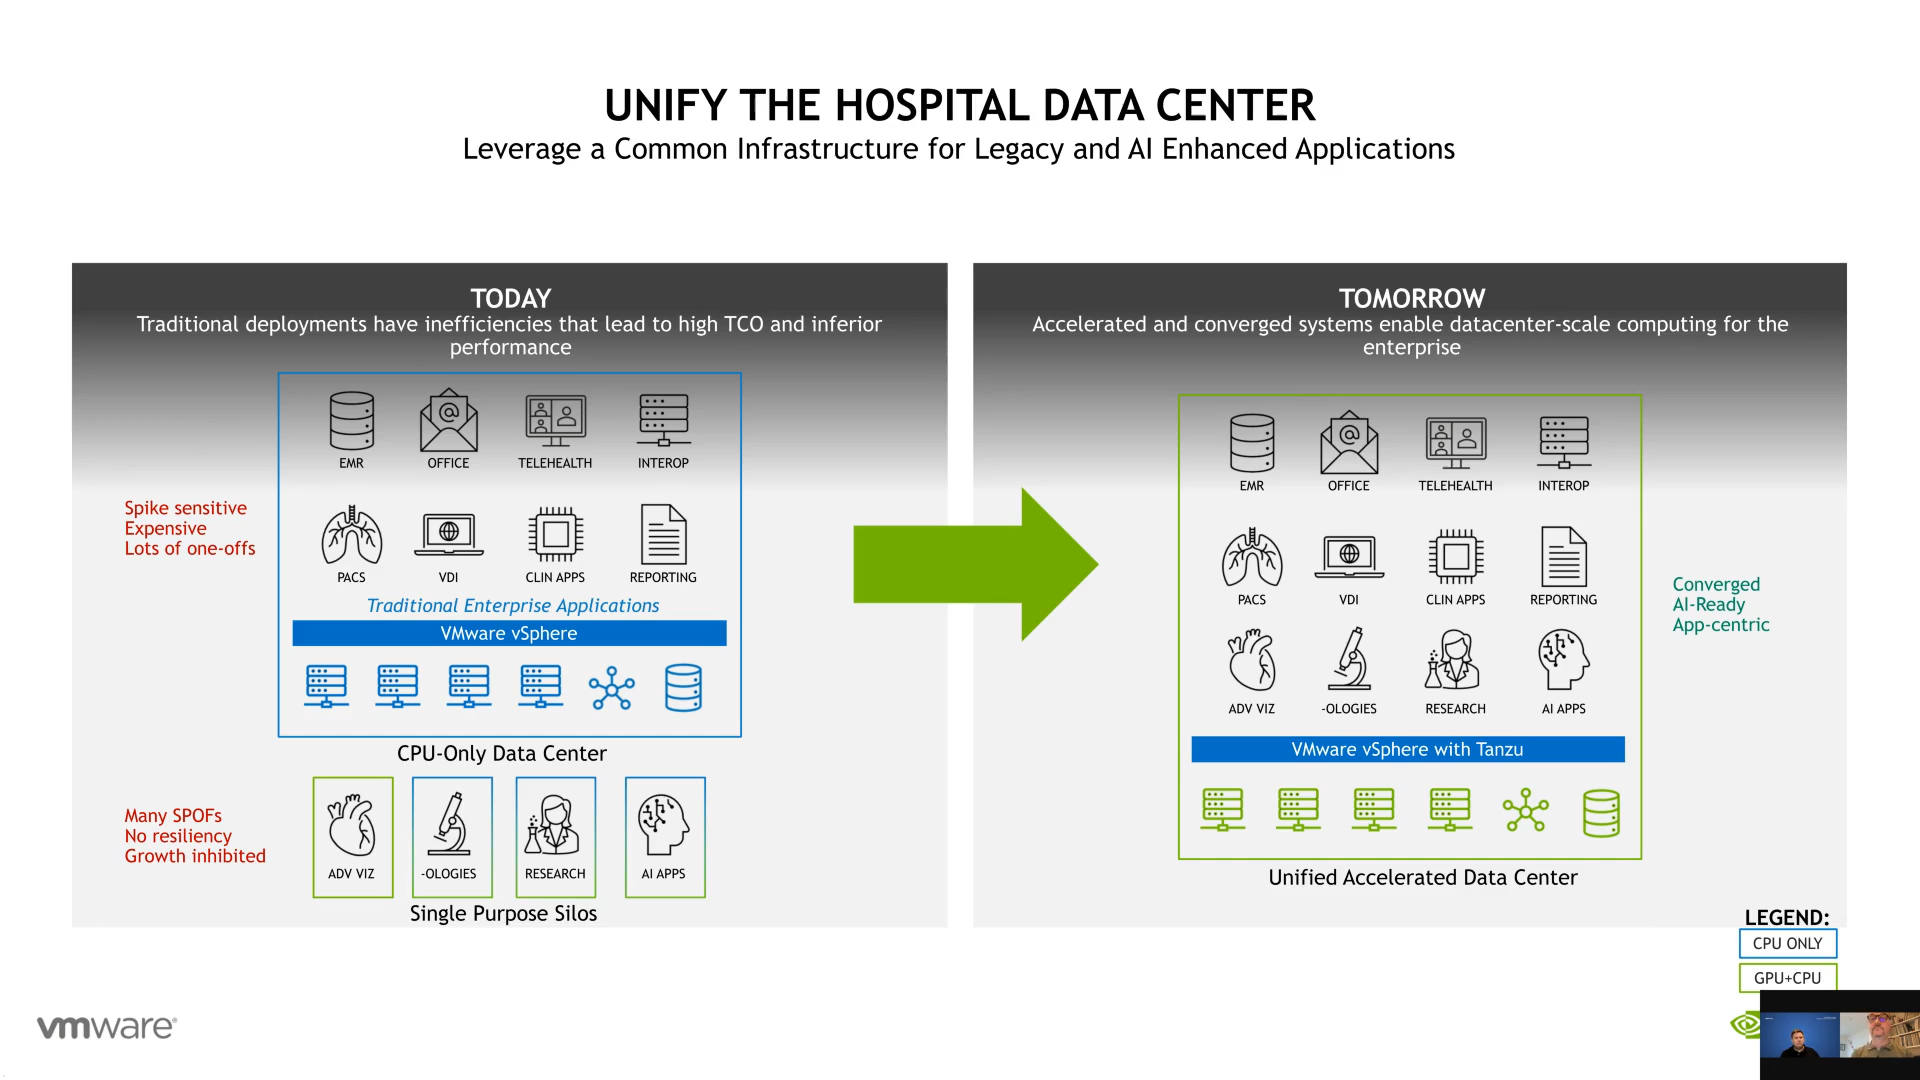 UNIFY THE HOSPITAL DATA CENTER
Leverage a Common Infrastructure for Legacy and AI Enhanced Applications
TODAY
Traditional deployments have inefficiencies that lead to high TCO and inferior
performance
EMR
OFFICE
TELEHEALTH
INTEROP
Spike sensitive
Expensive
Lots of one-offs
PACS
VDI
CLIN APPS
REPORTING
Traditional Enterprise Applications
VMware vSphere
CPU-Only Data Center
Many SPOFs
No resiliency
Growth inhibited
ADV VIZ
-OLOGIES
RESEARCH
AI APPS
Single Purpose Silos
TOMORROW
Accelerated and converged systems enable datacenter-scale computing for the
enterprise
EMR
OFFICE
TELEHEALTH
INTEROP
PACS
VDI
CLIN APPS
REPORTING
Converged
AI-Ready
App-centric
ADV VIZ
-OLOGIES
RESEARCH
AI APPS
VMware vSphere with Tanzu
Unified Accelerated Data Center
LEGEND:
CPU ONLY
GPU+CPU
vmware®